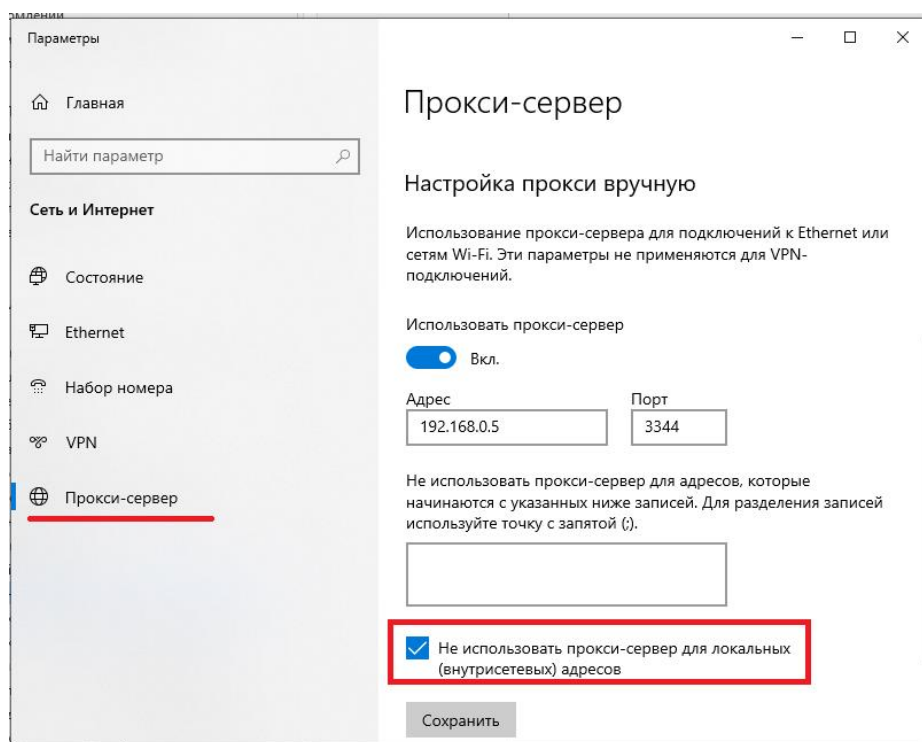 Параметры
Главная
Найти параметр
Сеть и Интернет
Состояние
Ethernet
Набор номера
VPN
Прокси-сервер
Прокси-сервер
Настройка прокси вручную
Использование прокси-сервера для подключений к Ethernet или
сетям Wi-Fi. Эти параметры не применяются для VPN-
подключений.
Использовать прокси-сервер
Вкл.
Адрес Порт
192.168.0.5 3344
Не использовать прокси-сервер для адресов, которые
начинаются с указанных ниже записей. Для разделения записей
используйте точку с запятой (;).
Не использовать прокси-сервер для локальных
(внутрисетевых) адресов
Сохранить